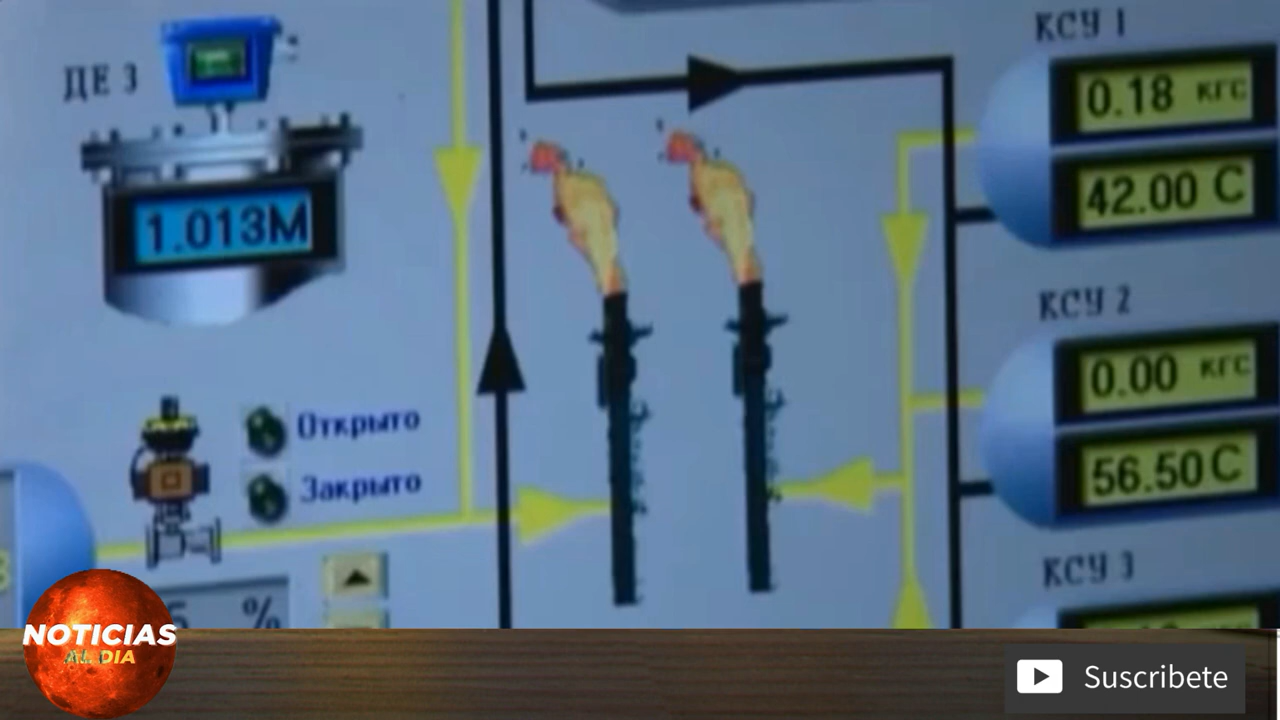 КСУ 1
ДЕ 3
0.18 кгс
42.00 C
1.013М
КСУ 2
0.00 кгс
Открыто
56.50 C
Закрыто
КСУ 3
%
NOTICIAS
AL DIA
Suscribete